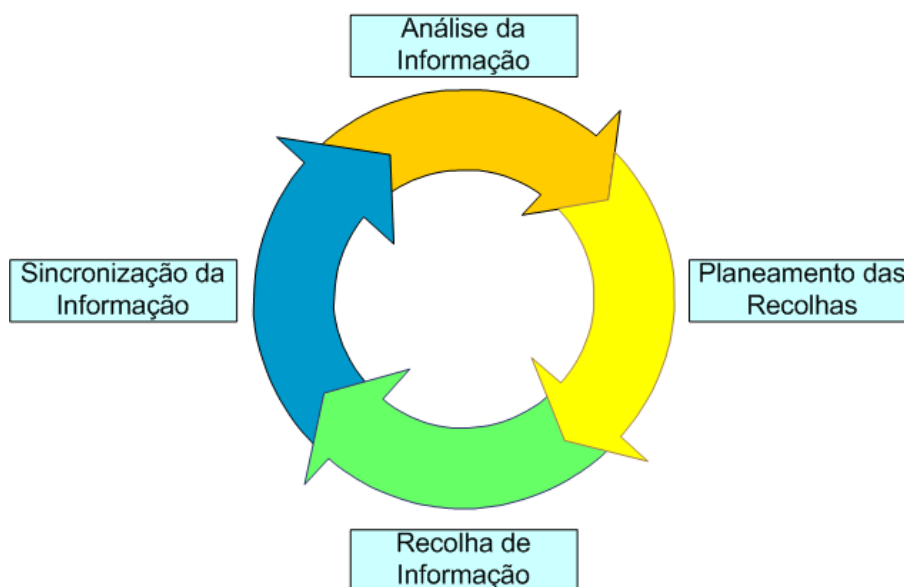 Análise da
Informação
Sincronização da
Informação
Planeamento das
Recolhas
Recolha de
Informação